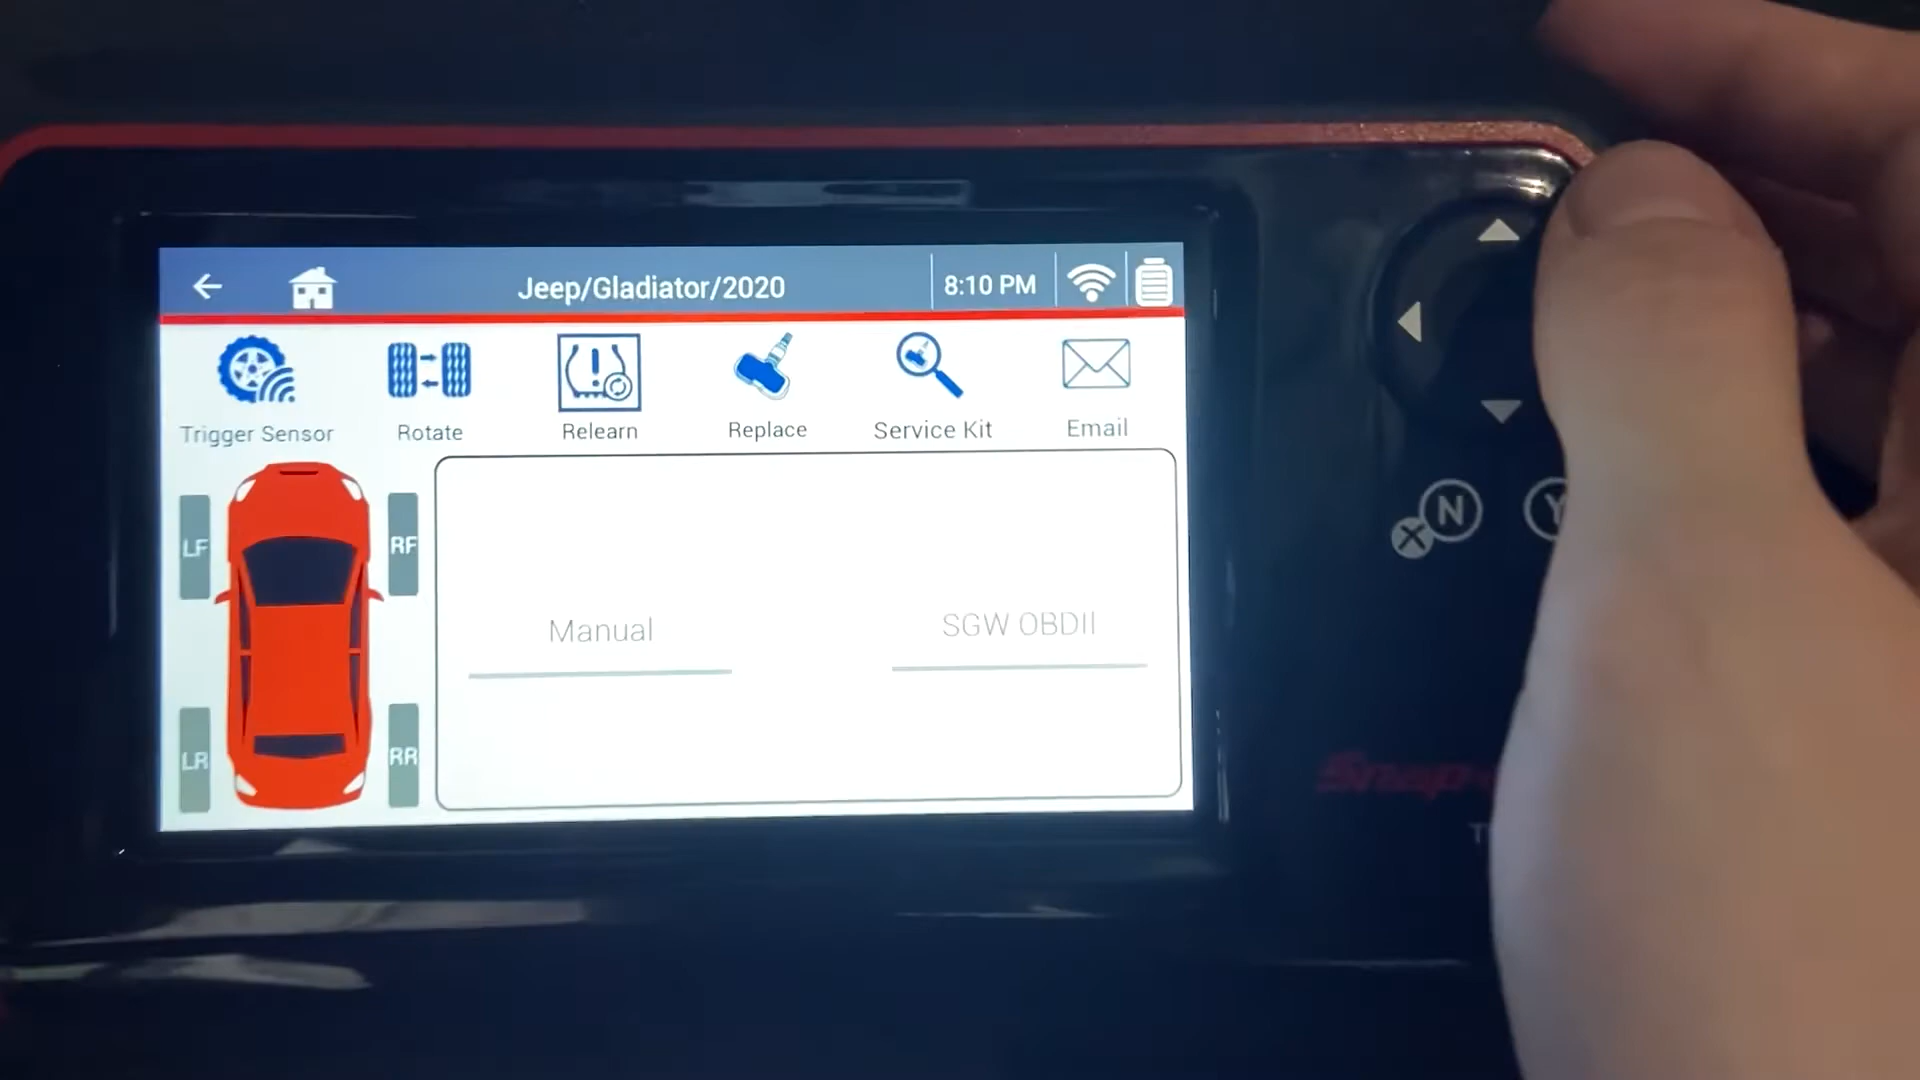 Jeep/Gladiator/2020
8:10 PM
Trigger Sensor
Rotate
Relearn
Replace
Service Kit
Email
LF
RF
Manual
SGW OBDII
LR
RR
N
Y
X